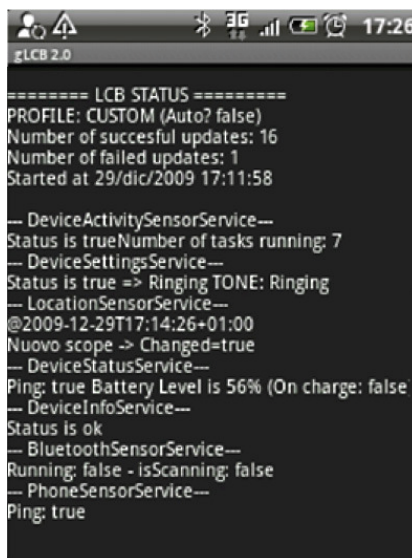 3G 17:26
gLCB 2.0
======== LCB STATUS =========
PROFILE: CUSTOM (Auto? false)
Number of succesful updates: 16
Number of failed updates: 1
Started at 29/dic/2009 17:11:58
--- DeviceActivitySensorService---
Status is trueNumber of tasks running: 7
--- DeviceSettingsService---
Status is true => Ringing TONE: Ringing
--- LocationSensorService---
@2009-12-29T17:14:26+01:00
Nuovo scope -> Changed=true
--- DeviceStatusService---
Ping: true Battery Level is 56% (On charge: false
--- DeviceInfoService---
Status is ok
--- BluetoothSensorService---
Running: false - isScanning: false
--- PhoneSensorService---
Ping: true